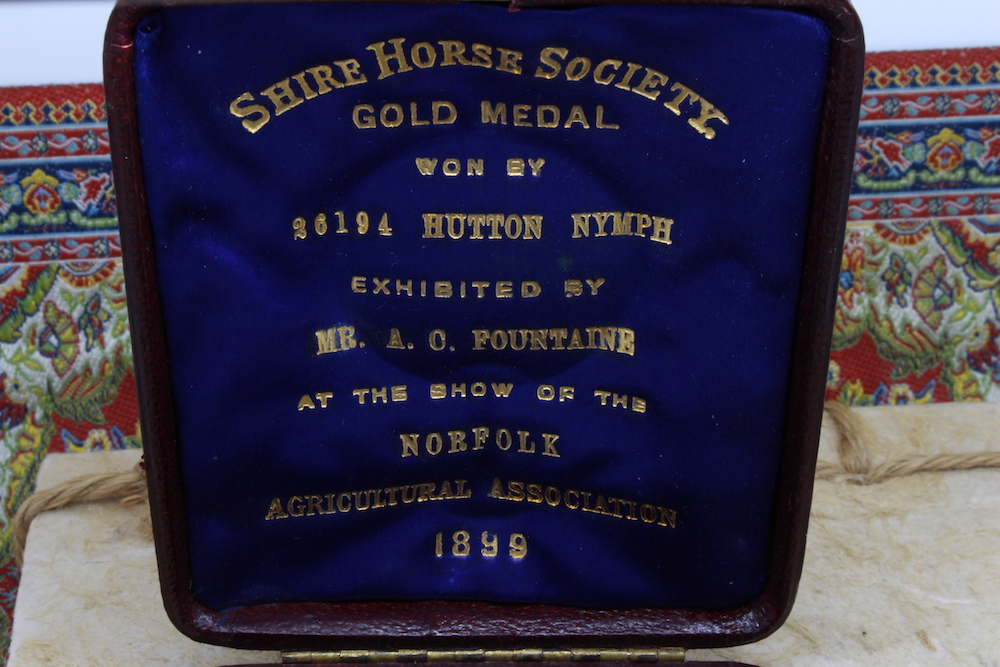 SHIRE HORSE SOCIETY.
GOLD MEDAL
WON BY
26194 HUTTON NYMPH
EXHIBITED BY
MR. A. C. FOUNTAINE
AT THE SHOW OF THE
NORFOLK
AGRICULTURAL ASSOCIATION
1899